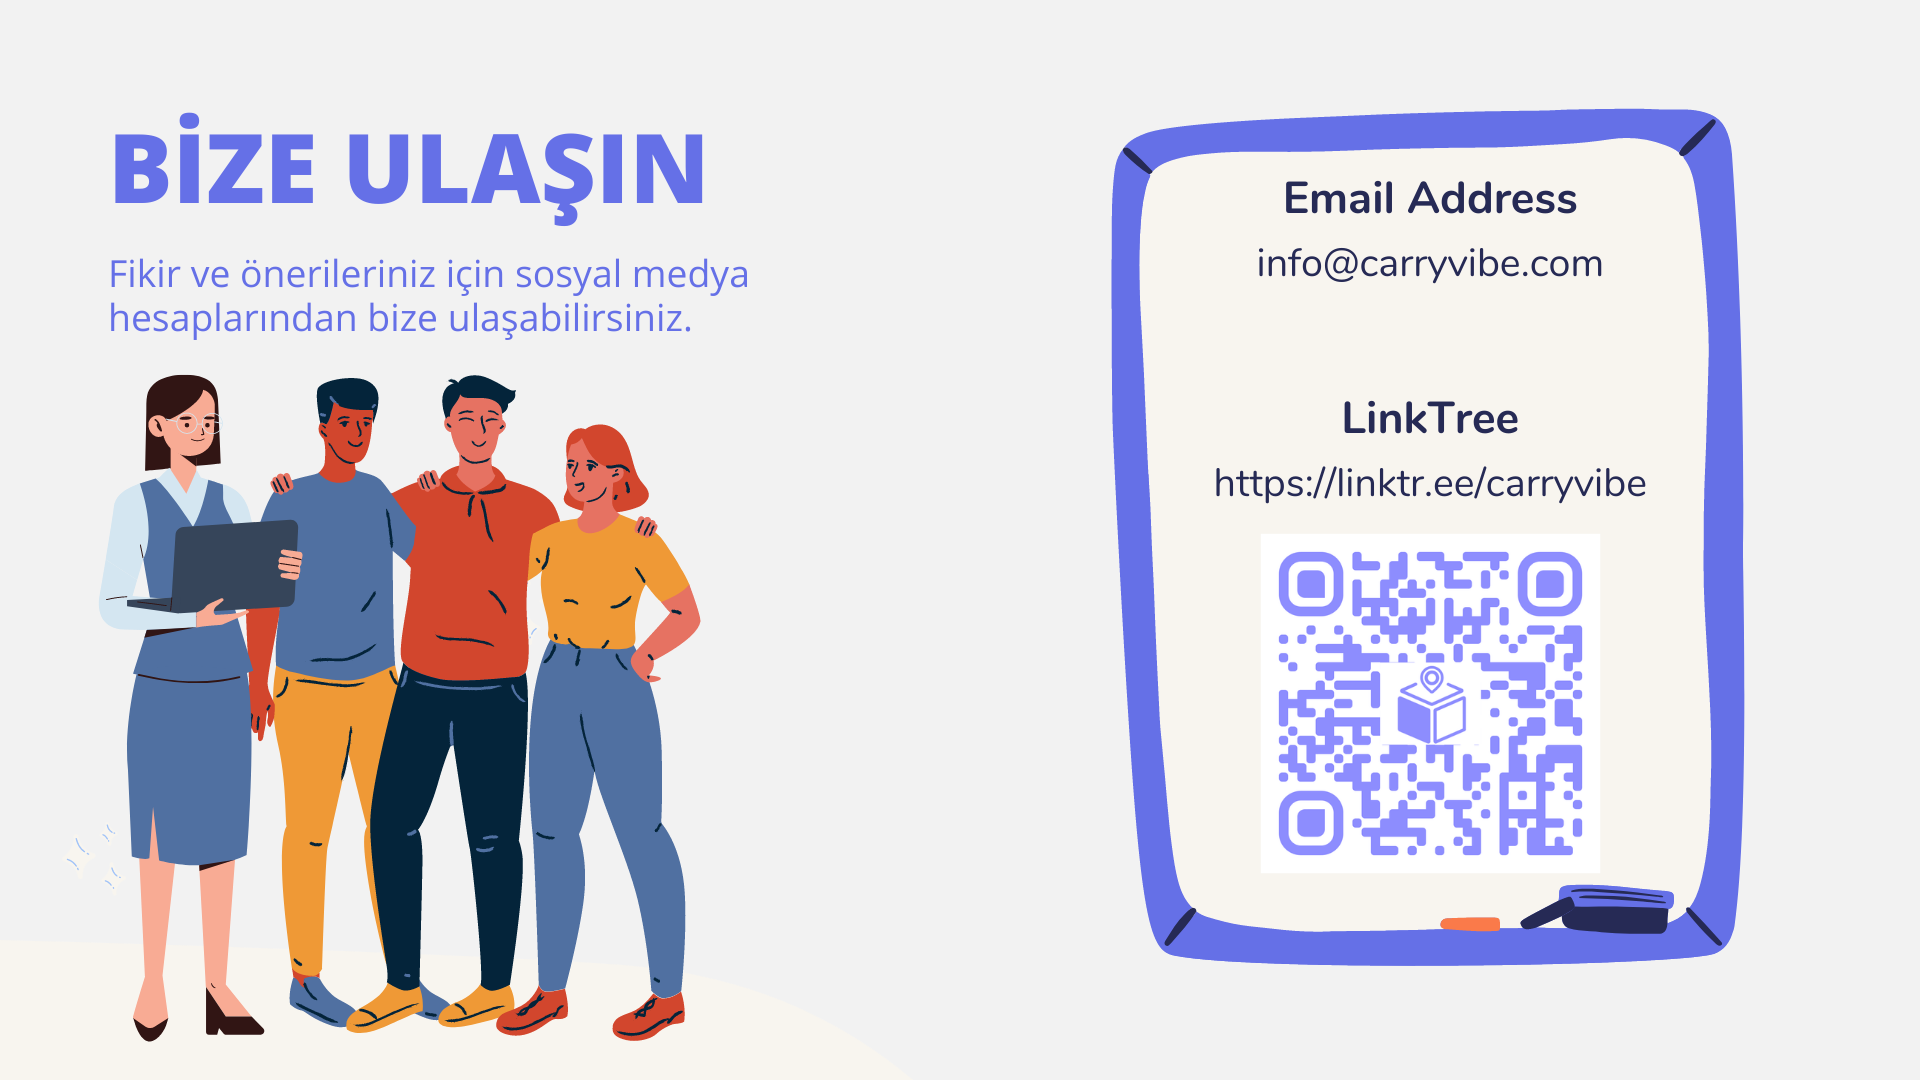 BİZE ULAŞIN
Fikir ve önerileriniz için sosyal medya
hesaplarından bize ulaşabilirsiniz.
Email Address
info@carryvibe.com
LinkTree
https://linktr.ee/carryvibe